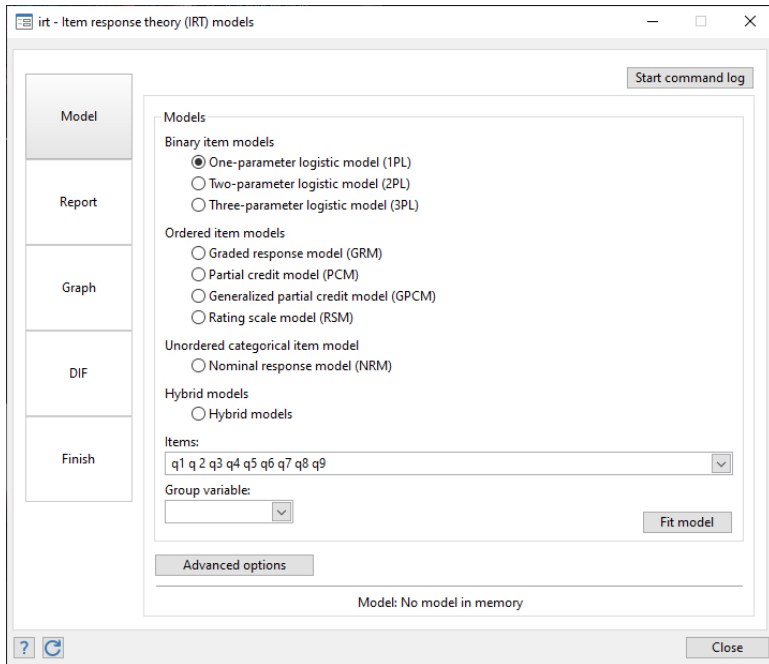 irt - Item response theory (IRT) models
Start command log
Model
Report
Graph
DIF
Finish
Models
Binary item models
One-parameter logistic model (1PL)
Two-parameter logistic model (2PL)
Three-parameter logistic model (3PL)
Ordered item models
Graded response model (GRM)
Partial credit model (PCM)
Generalized partial credit model (GPCM)
Rating scale model (RSM)
Unordered categorical item model
Nominal response model (NRM)
Hybrid models
Hybrid models
Items:
q1 q 2 q3 q4 q5 q6 q7 q8 q9
Group variable:
Fit model
Advanced options
Model: No model in memory
?
Close